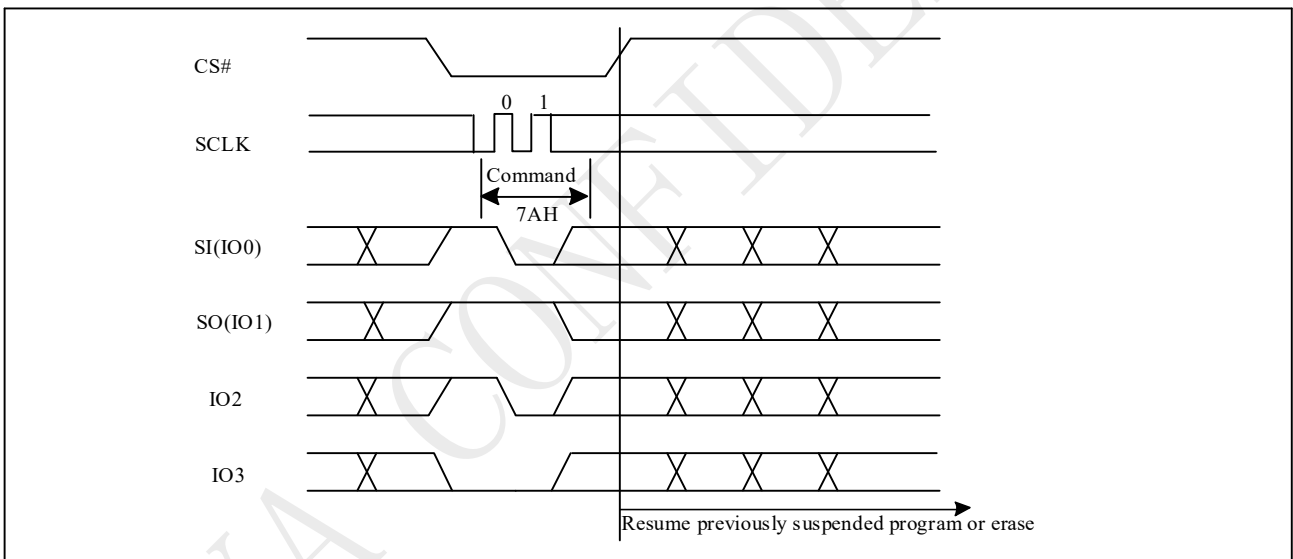 CS#
0 1
SCLK
Command
7AH
SI(IO0)
SO(IO1)
IO2
IO3
Resume previously suspended program or erase